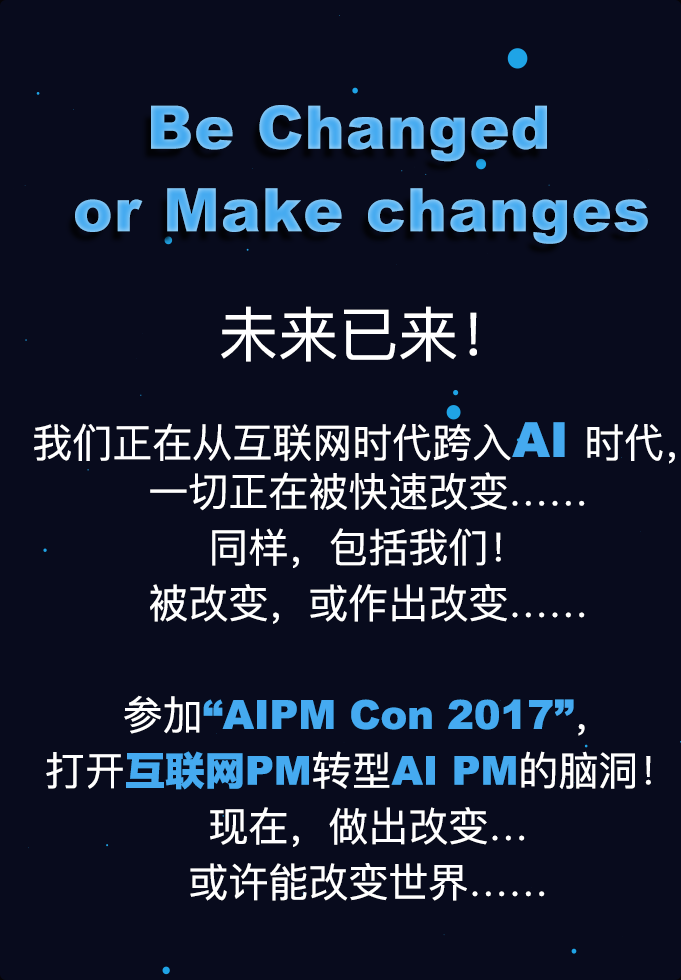 Be Changed
or Make changes
未来已来！
我们正在从互联网时代跨入AI 时代，
一切正在被快速改变……
同样，包括我们！
被改变，或作出改变……
参加“AIPM Con 2017”，
打开互联网PM转型AI PM的脑洞！
现在，做出改变...
或许能改变世界……